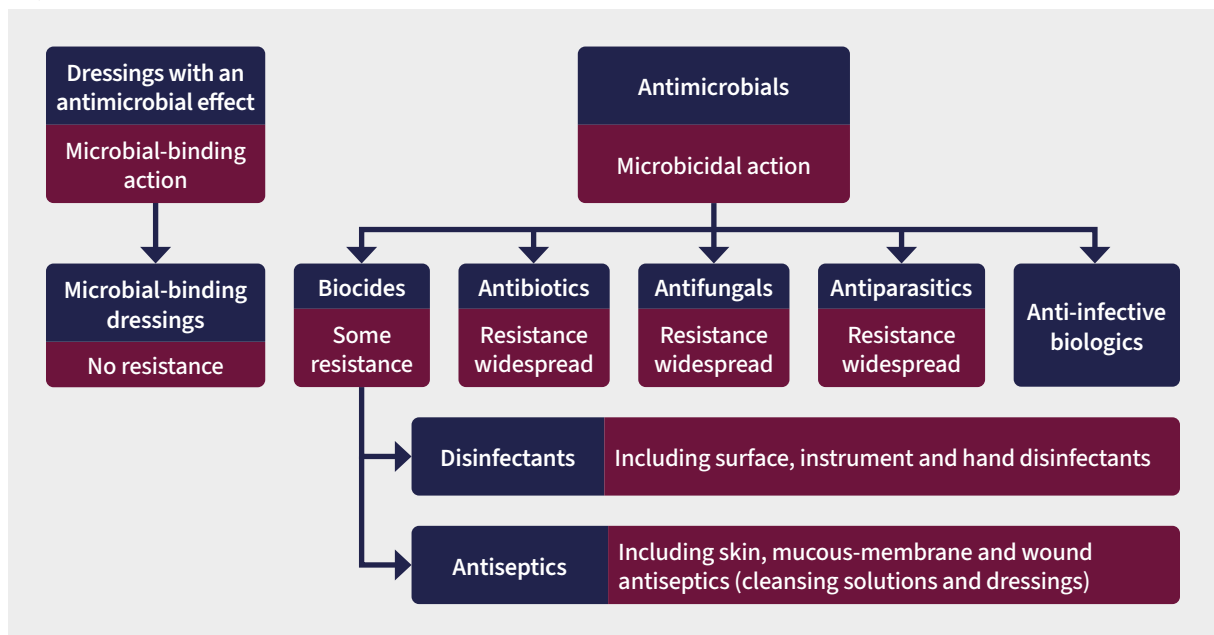 Dressings with an
antimicrobial effect
Microbial-binding
action
Antimicrobials
Microbicidal action
Microbial-binding
dressings
No resistance
Biocides
Some
resistance
Antibiotics
Resistance
widespread
Antifungals
Resistance
widespread
Antiparasitics
Resistance
widespread
Anti-infective
biologics
Disinfectants
Including surface, instrument and hand disinfectants
Antiseptics
Including skin, mucous-membrane and wound
antiseptics (cleansing solutions and dressings)